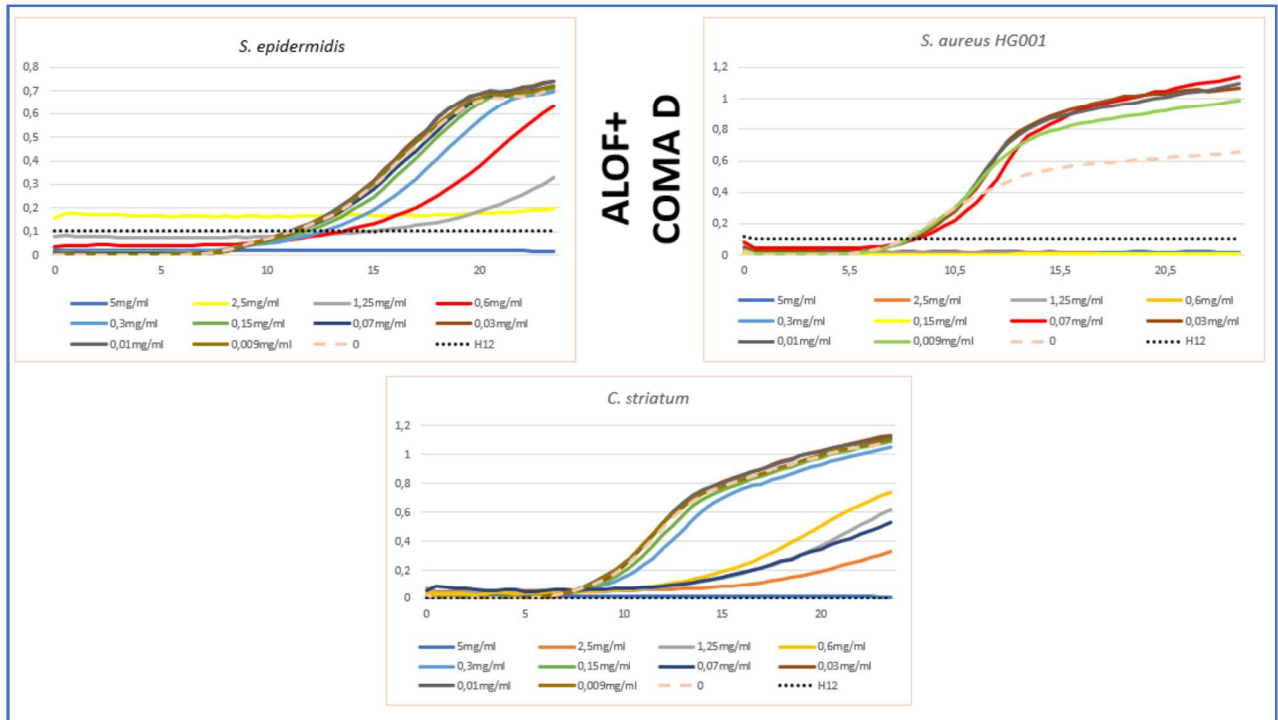 S. epidermidis
0,8
0,7
0,6
0,5
0,4
0,3
0,2
0,1
0
0 5 10 15 20
5mg/ml 2,5mg/ml 1,25mg/ml 0,6mg/ml
0,3mg/ml 0,15mg/ml 0,07mg/ml 0,03mg/ml
0,01mg/ml 0,009mg/ml 0 H12
ALOF+
COMA D
S. aureus HG001
1,2
1
0,8
0,6
0,4
0,2
0
0 5,5 10,5 15,5 20,5
5mg/ml 2,5mg/ml 1,25mg/ml 0,6mg/ml
0,3mg/ml 0,15mg/ml 0,07mg/ml 0,03mg/ml
0,01mg/ml 0,009mg/ml 0 H12
C. striatum
1,2
1
0,8
0,6
0,4
0,2
0
0 5 10 15 20
5mg/ml 2,5mg/ml 1,25mg/ml 0,6mg/ml
0,3mg/ml 0,15mg/ml 0,07mg/ml 0,03mg/ml
0,01mg/ml 0,009mg/ml 0 H12